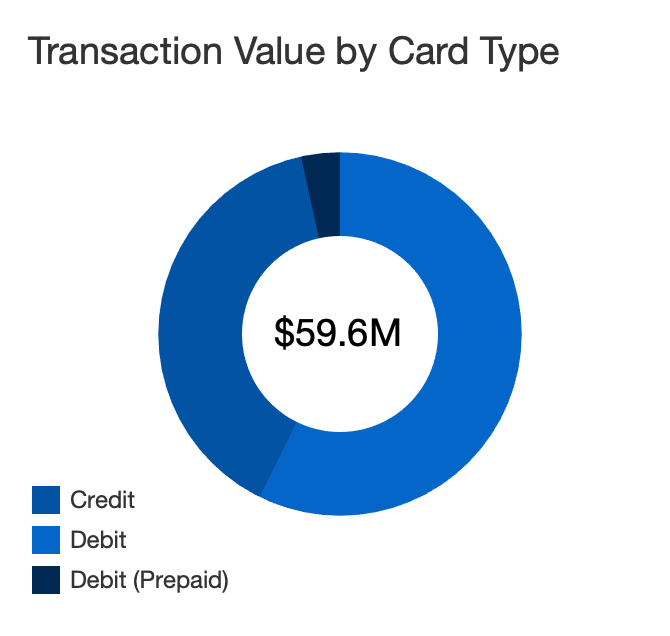 Transaction Value by Card Type
$59.6M
Credit
Debit
Debit (Prepaid)